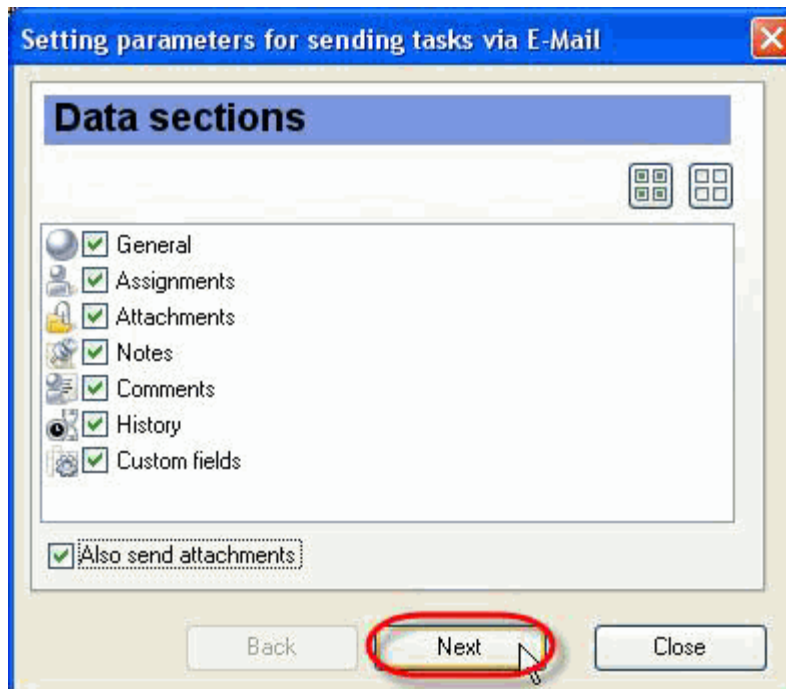 Setting parameters for sending tasks via E-Mail
Data sections
General
Assignments
Attachments
Notes
Comments
History
Custom fields
Also send attachments
Back
Next
Close